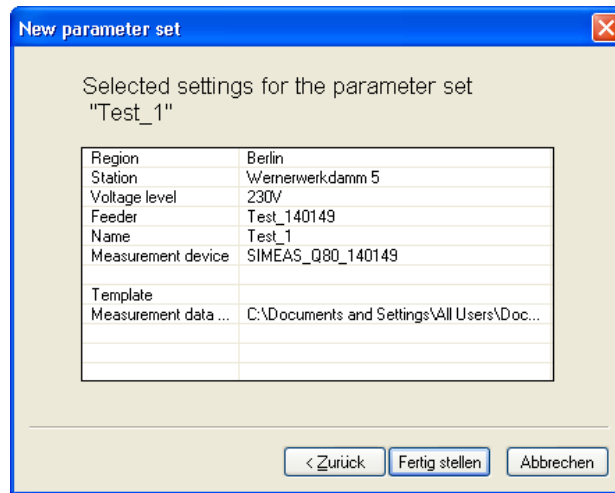 New parameter set
Selected settings for the parameter set
"Test_1"
Region Berlin
Station Wernerwerkdamm 5
Voltage level 230V
Feeder Test_140149
Name Test_1
Measurement device SIMEAS_Q80_140149
Template
Measurement data ... C:\Documents and Settings\All Users\Doc...
< Zurück Fertig stellen Abbrechen